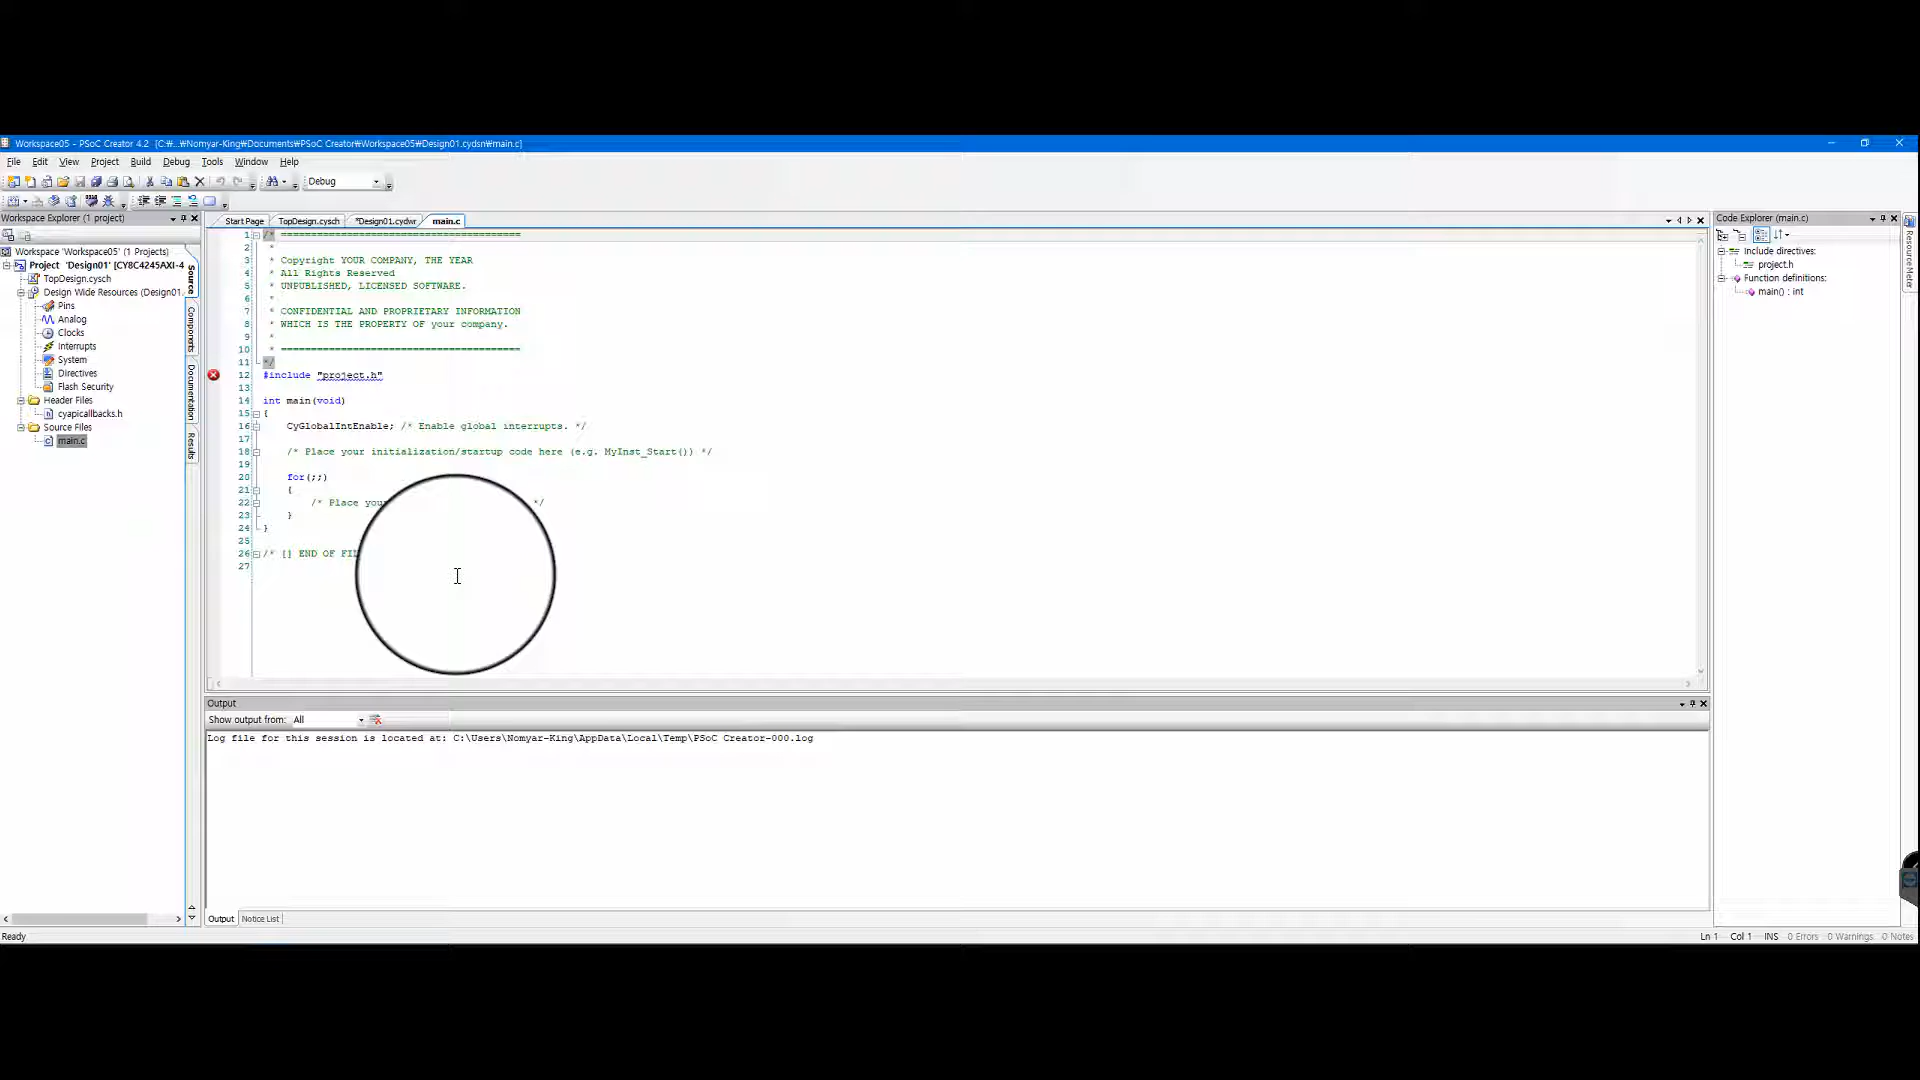 Workspace05 - PSoC Creator 4.2 [C:₩...₩Nomyar-King₩Documents₩PSoC Creator₩Workspace05₩Design01.cydsn₩main.c]
File Edit View Project Build Debug Tools Window Help
Debug
Workspace Explorer (1 project)
Workspace 'Workspace05' (1 Projects)
Project 'Design01' [CY8C4245AXI-4
TopDesign.cysch
Design Wide Resources (Design01.
Pins
Analog
Clocks
Interrupts
System
Directives
Flash Security
Header Files
cyapicallbacks.h
Source Files
main.c
Source
Components
Documentation
Results
Start Page TopDesign.cysch *Design01.cydwr main.c
1 /* ========================================
2 *
3 * Copyright YOUR COMPANY, THE YEAR
4 * All Rights Reserved
5 * UNPUBLISHED, LICENSED SOFTWARE.
6 *
7 * CONFIDENTIAL AND PROPRIETARY INFORMATION
8 * WHICH IS THE PROPERTY OF your company.
9 *
10 * ========================================
11 */
12 #include "project.h"
13
14 int main(void)
15 {
16 CyGlobalIntEnable; /* Enable global interrupts. */
17
18 /* Place your initialization/startup code here (e.g. MyInst_Start()) */
19
20 for(;;)
21 {
22 /* Place you */
23 }
24 }
25
26 /* [] END OF FIL
27
Output
Show output from: All
Log file for this session is located at: C:\Users\Nomyar-King\AppData\Local\Temp\PSoC Creator-000.log
Output Notice List
Code Explorer (main.c)
Include directives:
project.h
Function definitions:
main() : int
Resource Meter
Ready
Ln 1 Col 1 INS 0 Errors 0 Warnings 0 Notes